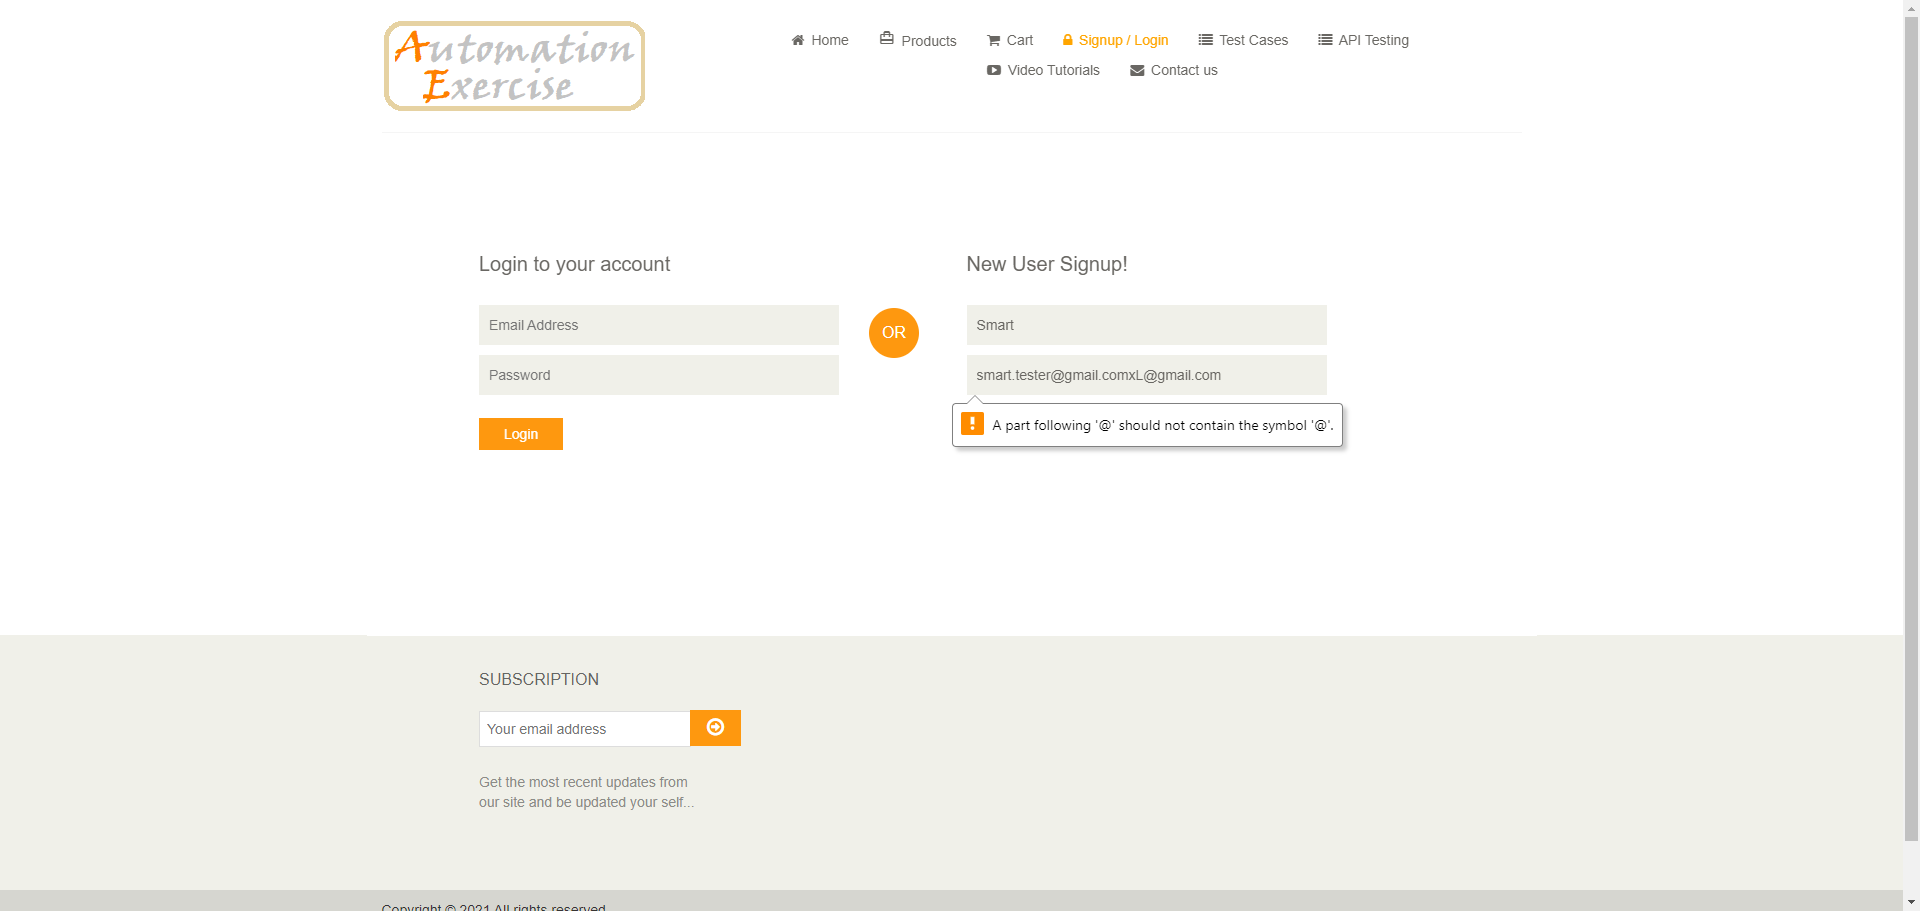 Automation
Exercise
Home
Products
Cart
Signup / Login
Test Cases
API Testing
Video Tutorials
Contact us
Login to your account
Email Address
Password
Login
OR
New User Signup!
Smart
smart.tester@gmail.comxL@gmail.com
! A part following '@' should not contain the symbol '@'.
SUBSCRIPTION
Your email address
Get the most recent updates from
our site and be updated your self...
Copyright © 2021 All rights reserved